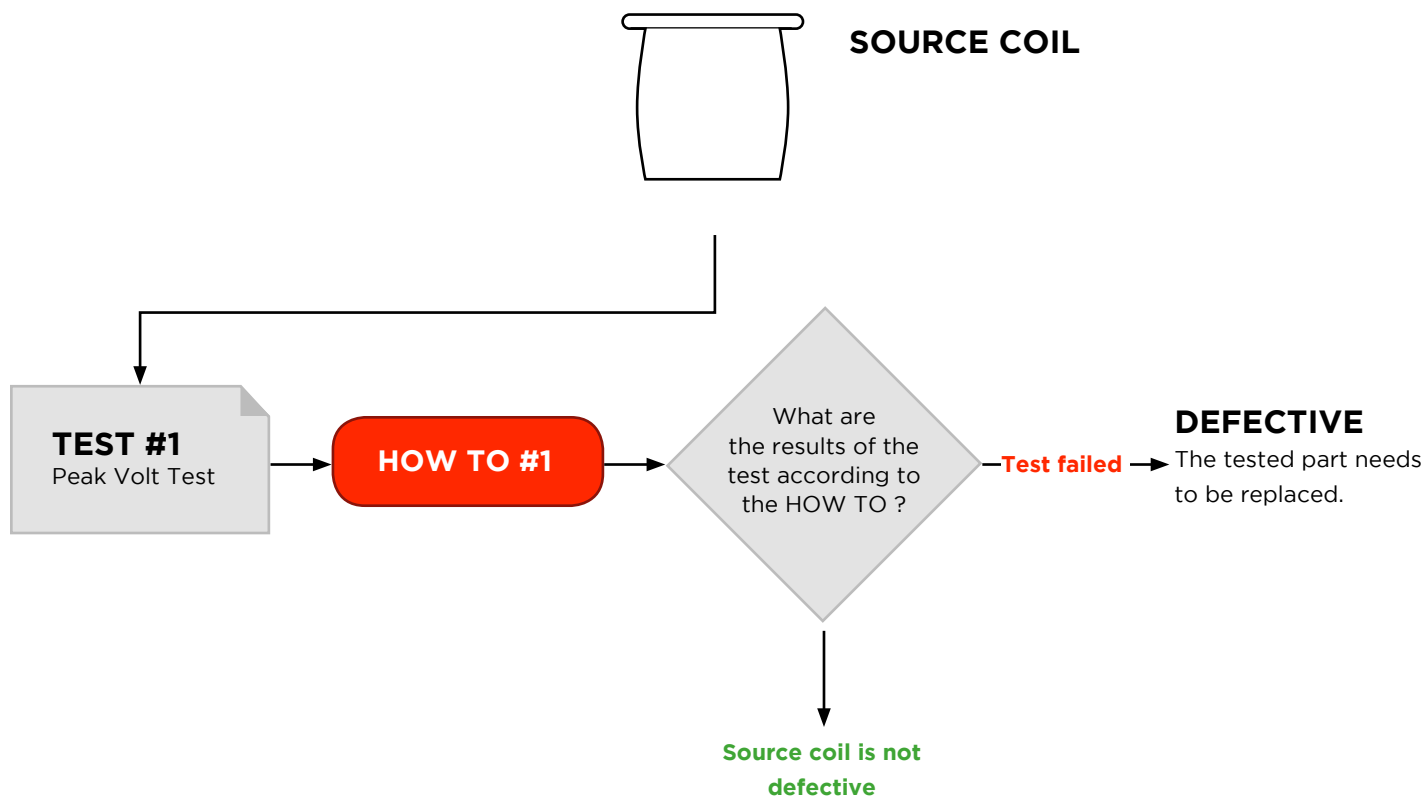 SOURCE COIL
TEST #1
Peak Volt Test
HOW TO #1
What are
the results of the
test according to
the HOW TO ?
Test failed
DEFECTIVE
The tested part needs
to be replaced.
Source coil is not
defective